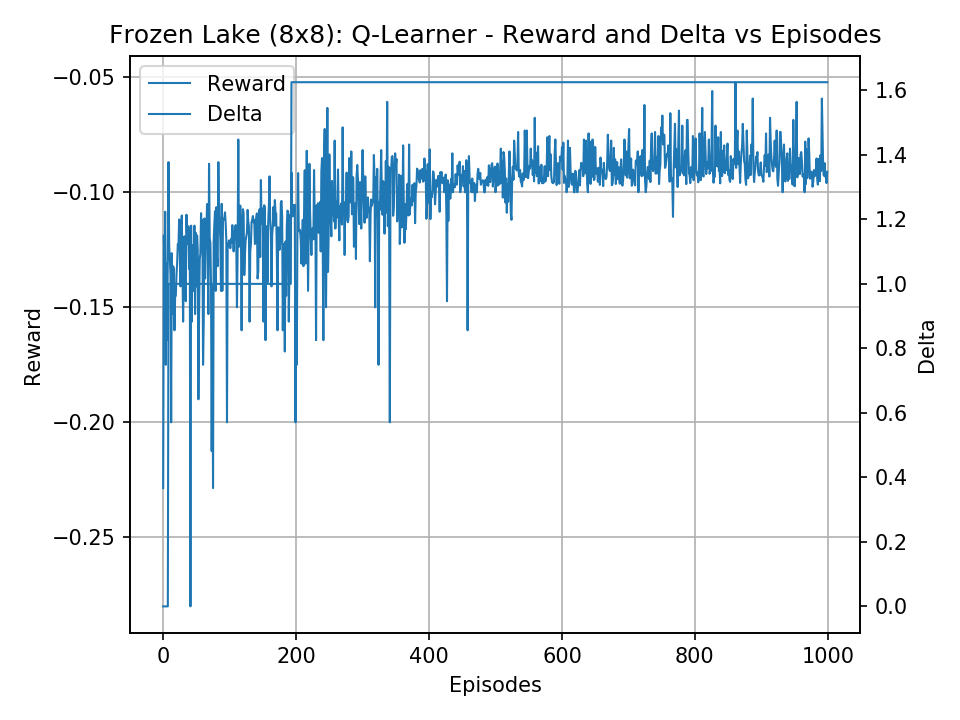 Frozen Lake (8x8): Q-Learner - Reward and Delta vs Episodes
Reward
Delta
−0.05
−0.10
−0.15
−0.20
−0.25
Reward
1.6
1.4
1.2
1.0
0.8
0.6
0.4
0.2
0.0
Delta
0 200 400 600 800 1000
Episodes